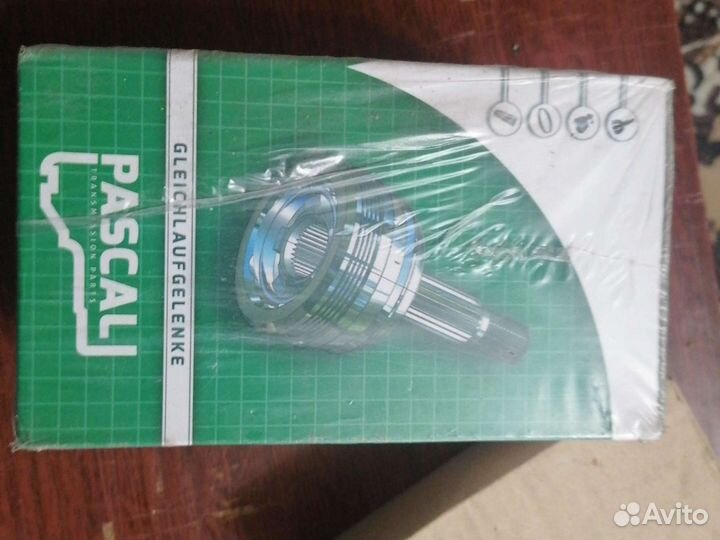 PASCAL
TRANSMISSION PARTS
GLEICHLAUFGELENKE
Avito